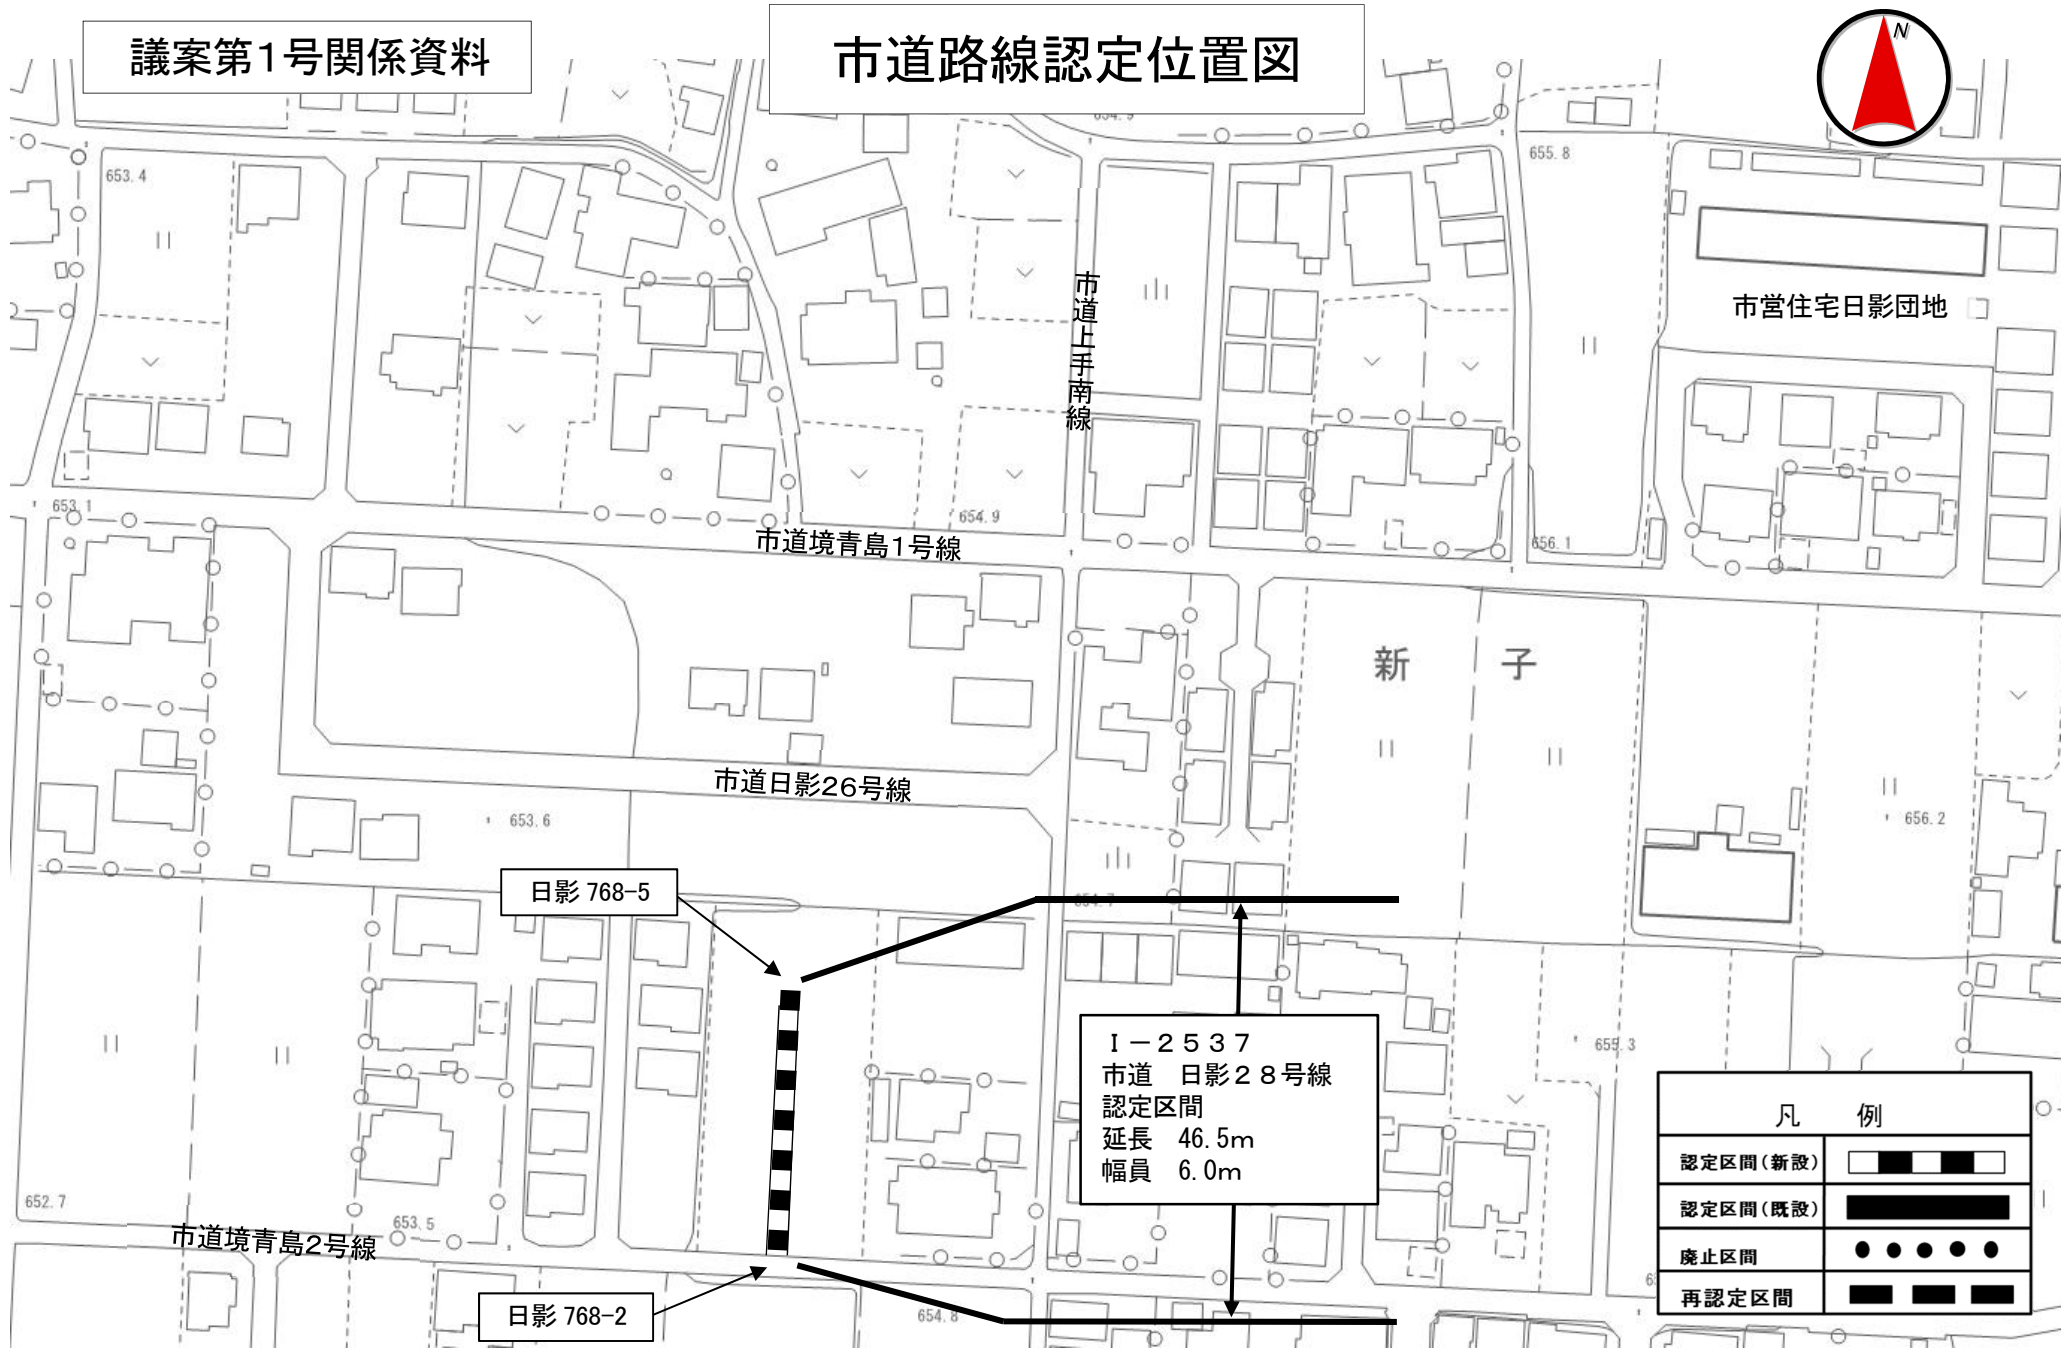 議案第1号関係資料
市道路線認定位置図
N
654.9
655.8
653.4
市道上手南線
市営住宅日影団地
653.1
654.9
市道境青島1号線
656.1
新 子
市道日影26号線
653.6
656.2
日影 768-5
654.7
Ⅰ-2537
市道 日影28号線
認定区間
延長 46.5m
幅員 6.0m
655.3
凡 例
認定区間(新設)
認定区間(既設)
廃止区間
再認定区間
652.7
653.5
市道境青島2号線
日影 768-2
654.8